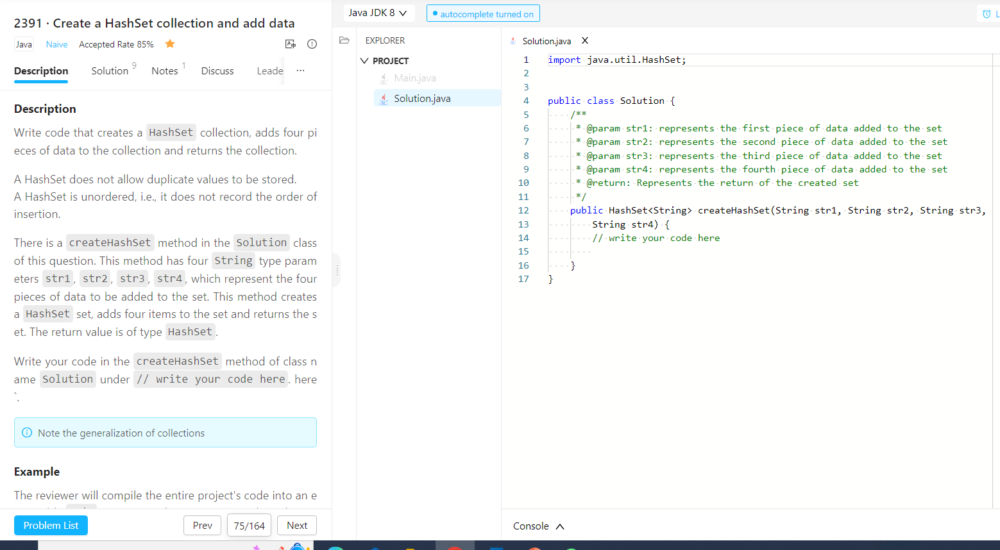 2391 · Create a HashSet collection and add data
Java Naive Accepted Rate 85%
Description Solution 9 Notes 1 Discuss Leade ...
Description
Write code that creates a HashSet collection, adds four pi
eces of data to the collection and returns the collection.
A HashSet does not allow duplicate values to be stored.
A HashSet is unordered, i.e., it does not record the order of
insertion.
There is a createHashSet method in the Solution class
of this question. This method has four String type param
eters str1, str2, str3, str4, which represent the four
pieces of data to be added to the set. This method creates
a HashSet set, adds four items to the set and returns the s
et. The return value is of type HashSet.
Write your code in the createHashSet method of class n
ame Solution under // write your code here. here
`.
Note the generalization of collections
Example
The reviewer will compile the entire project's code into an e
Problem List Prev 75/164 Next
Java JDK 8 autocomplete turned on L
EXPLORER
PROJECT
Main.java
Solution.java
Solution.java X
1 import java.util.HashSet;
2
3
4 public class Solution {
5 /**
6 * @param str1: represents the first piece of data added to the set
7 * @param str2: represents the second piece of data added to the set
8 * @param str3: represents the third piece of data added to the set
9 * @param str4: represents the fourth piece of data added to the set
10 * @return: Represents the return of the created set
11 */
12 public HashSet<String> createHashSet(String str1, String str2, String str3,
13 String str4) {
14 // write your code here
15
16 }
17 }
Console